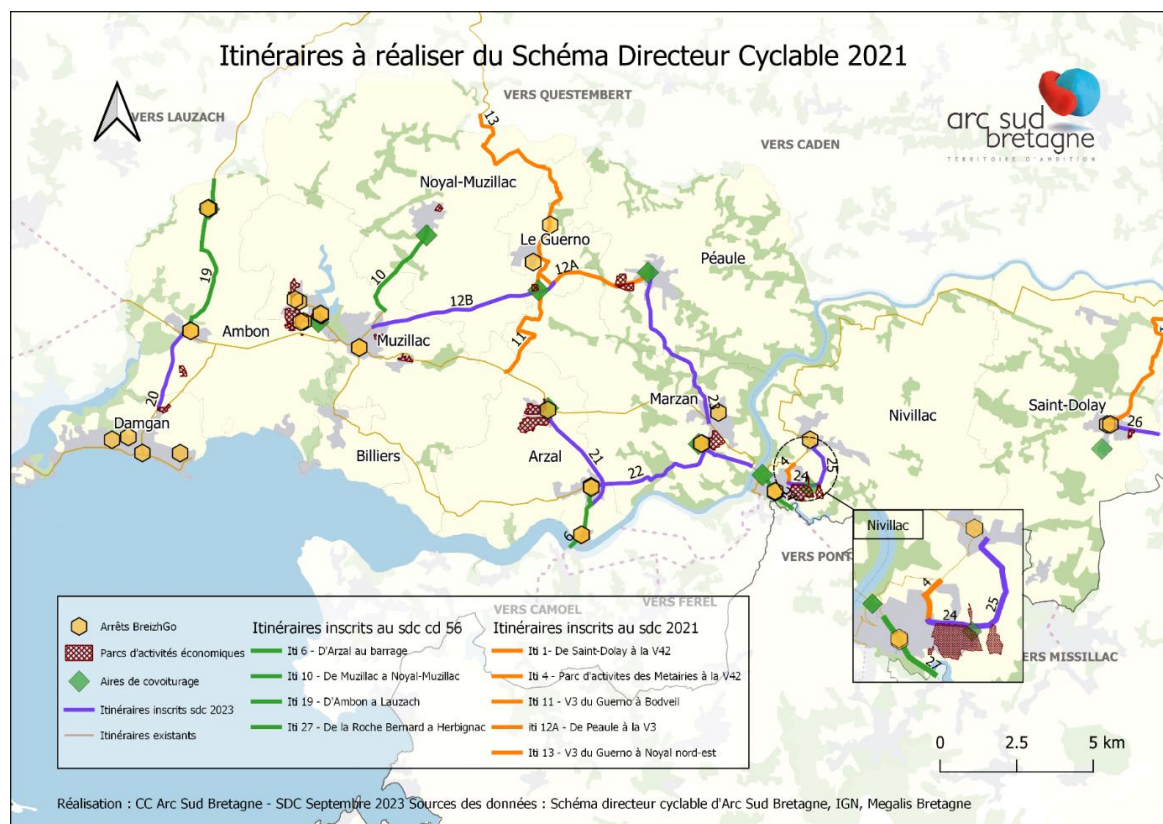 Itinéraires à réaliser du Schéma Directeur Cyclable 2021
arc sud
bretagne
TERRITOIRE D'AMBITION
VERS QUESTEMBERT
VERS LAUZACH
VERS CADEN
13
Noyal-Muzillac
Le Guerno
Péaule
12A
19
10
12B
Ambon
Muzillac
11
20
Damgan
Billiers
Arzal
Marzan
23
Nivillac
Saint-Dolay
26
21
22
4
24
25
6
Nivillac
4
24
25
27
VERS PONT
VERS CAMOEL
VERS FEREL
ERS MISSILLAC
Arrêts BreizhGo
Parcs d'activités économiques
Aires de covoiturage
Itinéraires inscrits sdc 2023
Itinéraires existants
Itinéraires inscrits au sdc cd 56
Iti 6 - D'Arzal au barrage
Iti 10 - De Muzillac a Noyal-Muzillac
Iti 19 - D'Ambon a Lauzach
Iti 27 - De la Roche Bernard a Herbignac
Itinéraires inscrits au sdc 2021
Iti 1- De Saint-Dolay à la V42
Iti 4 - Parc d'activites des Metairies à la V42
Iti 11 - V3 du Guerno à Bodveil
iti 12A - De Peaule à la V3
Iti 13 - V3 du Guerno à Noyal nord-est
0 2.5 5 km
Réalisation : CC Arc Sud Bretagne - SDC Septembre 2023 Sources des données : Schéma directeur cyclable d'Arc Sud Bretagne, IGN, Megalis Bretagne